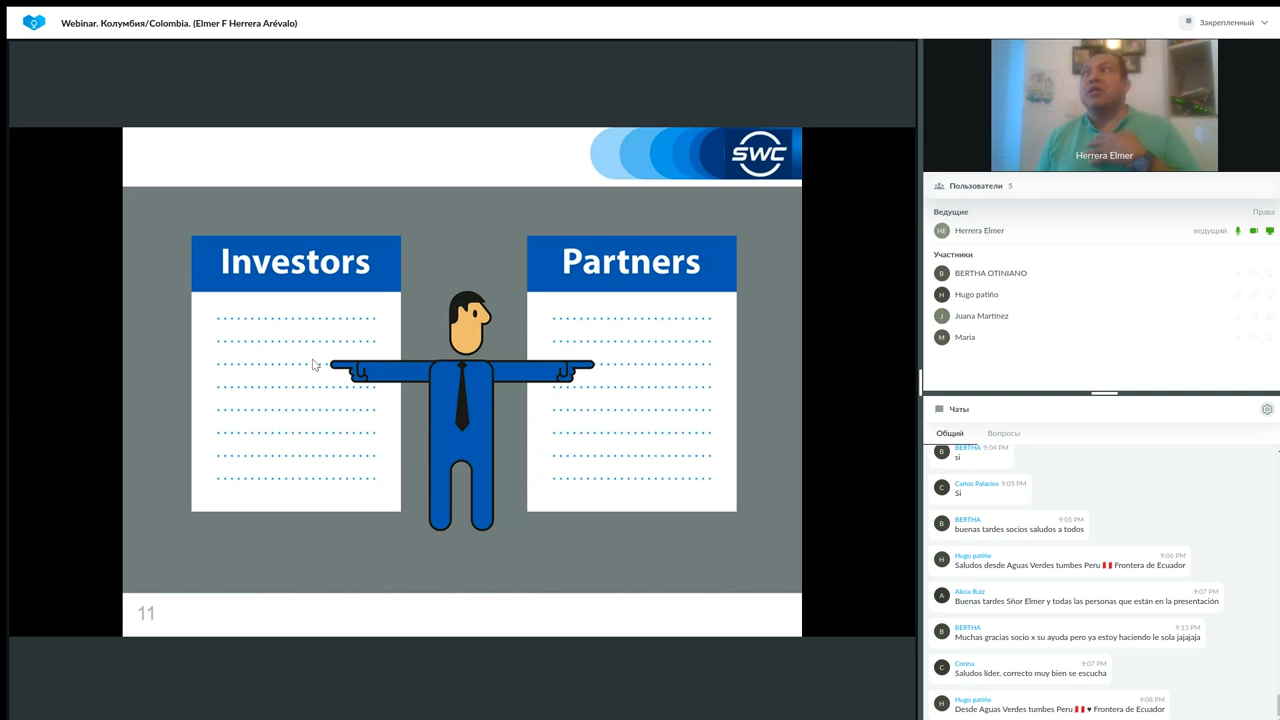 Webinar. Колумбия/Colombia. (Elmer F Herrera Arévalo)
Закрепленный
SWC
Investors
Partners
11
Herrera Elmer
Пользователи 5
Ведущие
Права
HE
Herrera Elmer
ведущий
Участники
B
BERTHA OTINIANO
H
Hugo patiño
J
Juana Martínez
M
Maria
Чаты
Общий
Вопросы
B
BERTHA 9:04 PM
si
C
Carlos Palacios 9:05 PM
Si
B
BERTHA 9:05 PM
buenas tardes socios saludos a todos
H
Hugo patiño 9:06 PM
Saludos desde Aguas Verdes tumbes Peru 🇵🇪 Frontera de Ecuador
A
Alicia Ruiz 9:07 PM
Buenas tardes Sñor Elmer y todas las personas que están en la presentación
B
BERTHA 9:13 PM
Muchas gracias socio x su ayuda pero ya estoy haciendo le sola jajajaja
C
Corina 9:07 PM
Saludos líder, correcto muy bien se escucha
H
Hugo patiño 9:08 PM
Desde Aguas Verdes tumbes Peru 🇵🇪 ♥ Frontera de Ecuador